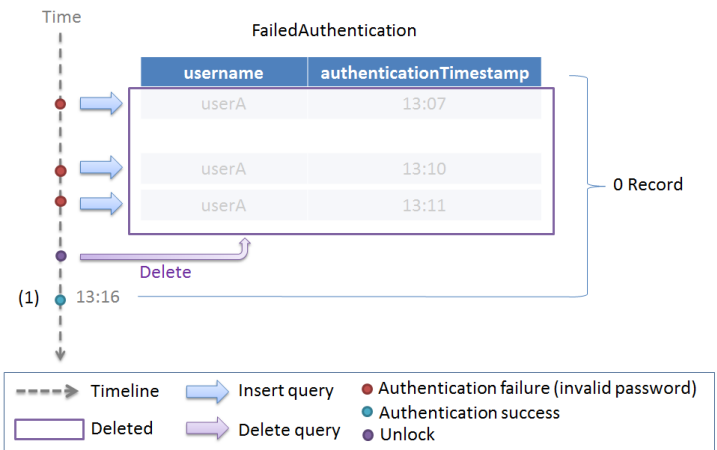 Time
FailedAuthentication
username authenticationTimestamp
userA 13:07
userA 13:10
userA 13:11
0 Record
Delete
(1) 13:16
Timeline Insert query Authentication failure (invalid password)
Authentication success
Deleted Delete query Unlock